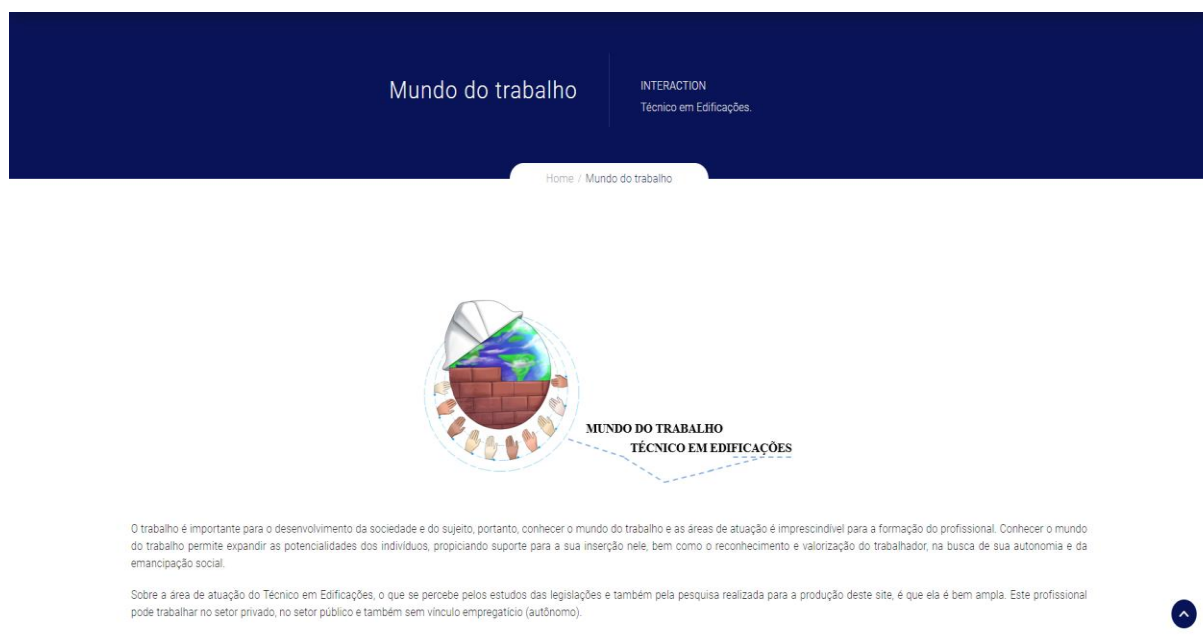 Mundo do trabalho
INTERACTION
Técnico em Edificações.
Home / Mundo do trabalho
MUNDO DO TRABALHO
TÉCNICO EM EDIFICAÇÕES
O trabalho é importante para o desenvolvimento da sociedade e do sujeito, portanto, conhecer o mundo do trabalho e as áreas de atuação é imprescindível para a formação do profissional. Conhecer o mundo
do trabalho permite expandir as potencialidades dos indivíduos, propiciando suporte para a sua inserção nele, bem como o reconhecimento e valorização do trabalhador, na busca de sua autonomia e da
emancipação social.
Sobre a área de atuação do Técnico em Edificações, o que se percebe pelos estudos das legislações e também pela pesquisa realizada para a produção deste site, é que ela é bem ampla. Este profissional
pode trabalhar no setor privado, no setor público e também sem vínculo empregatício (autônomo).